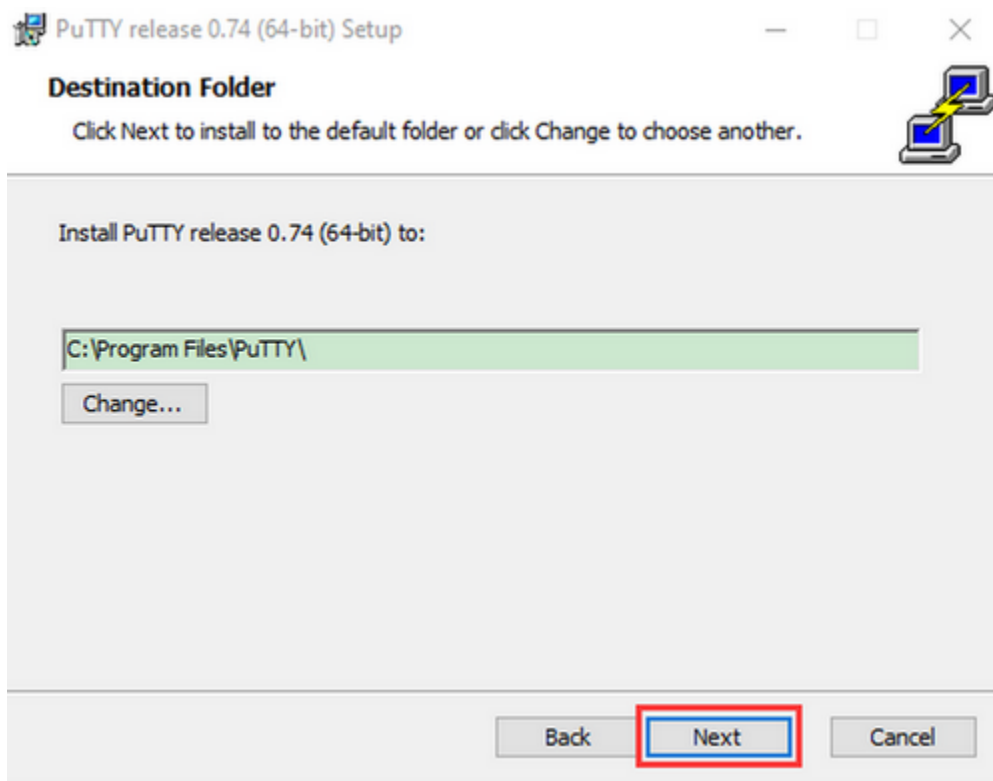 PuTTY release 0.74 (64-bit) Setup
Destination Folder
Click Next to install to the default folder or click Change to choose another.
Install PuTTY release 0.74 (64-bit) to:
C:\Program Files\PuTTY\
Change...
Back Next Cancel